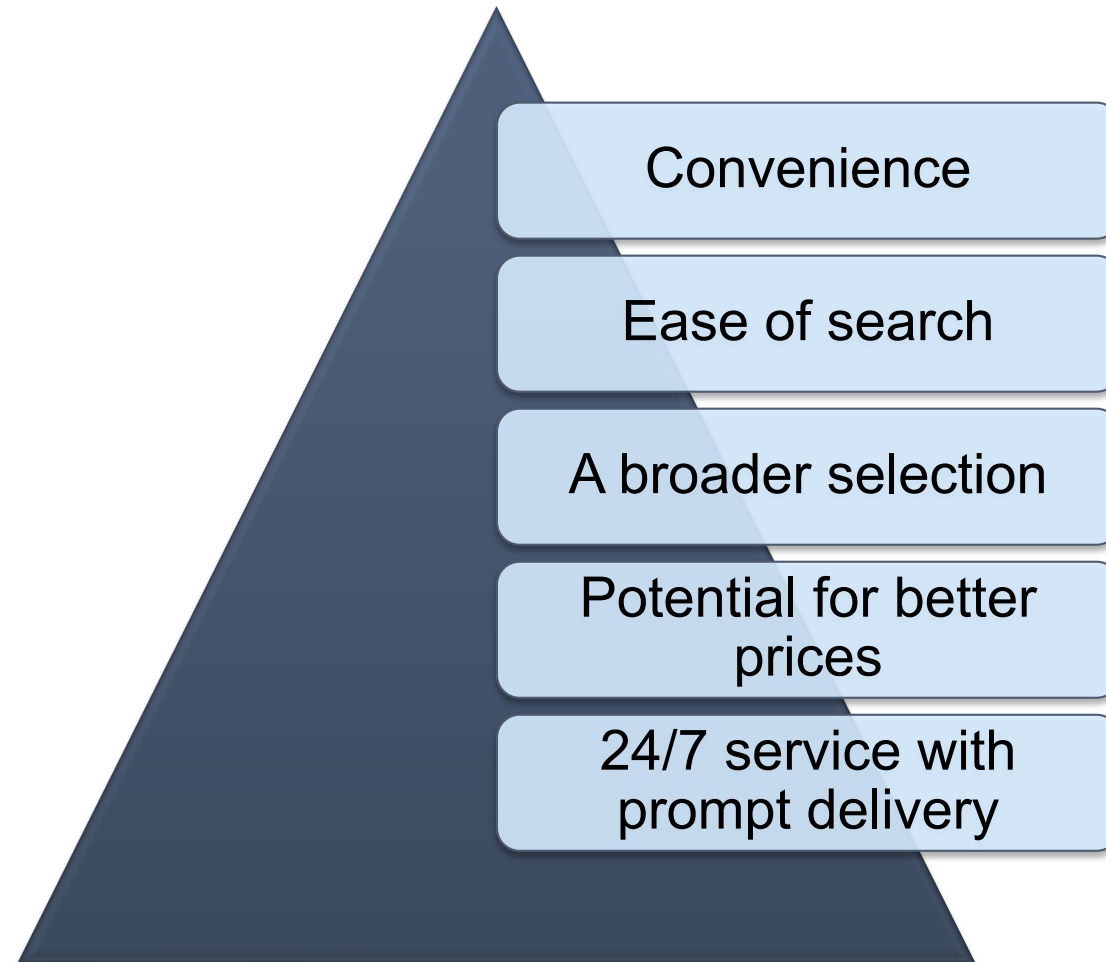 Convenience
Ease of search
A broader selection
Potential for better
prices
24/7 service with
prompt delivery